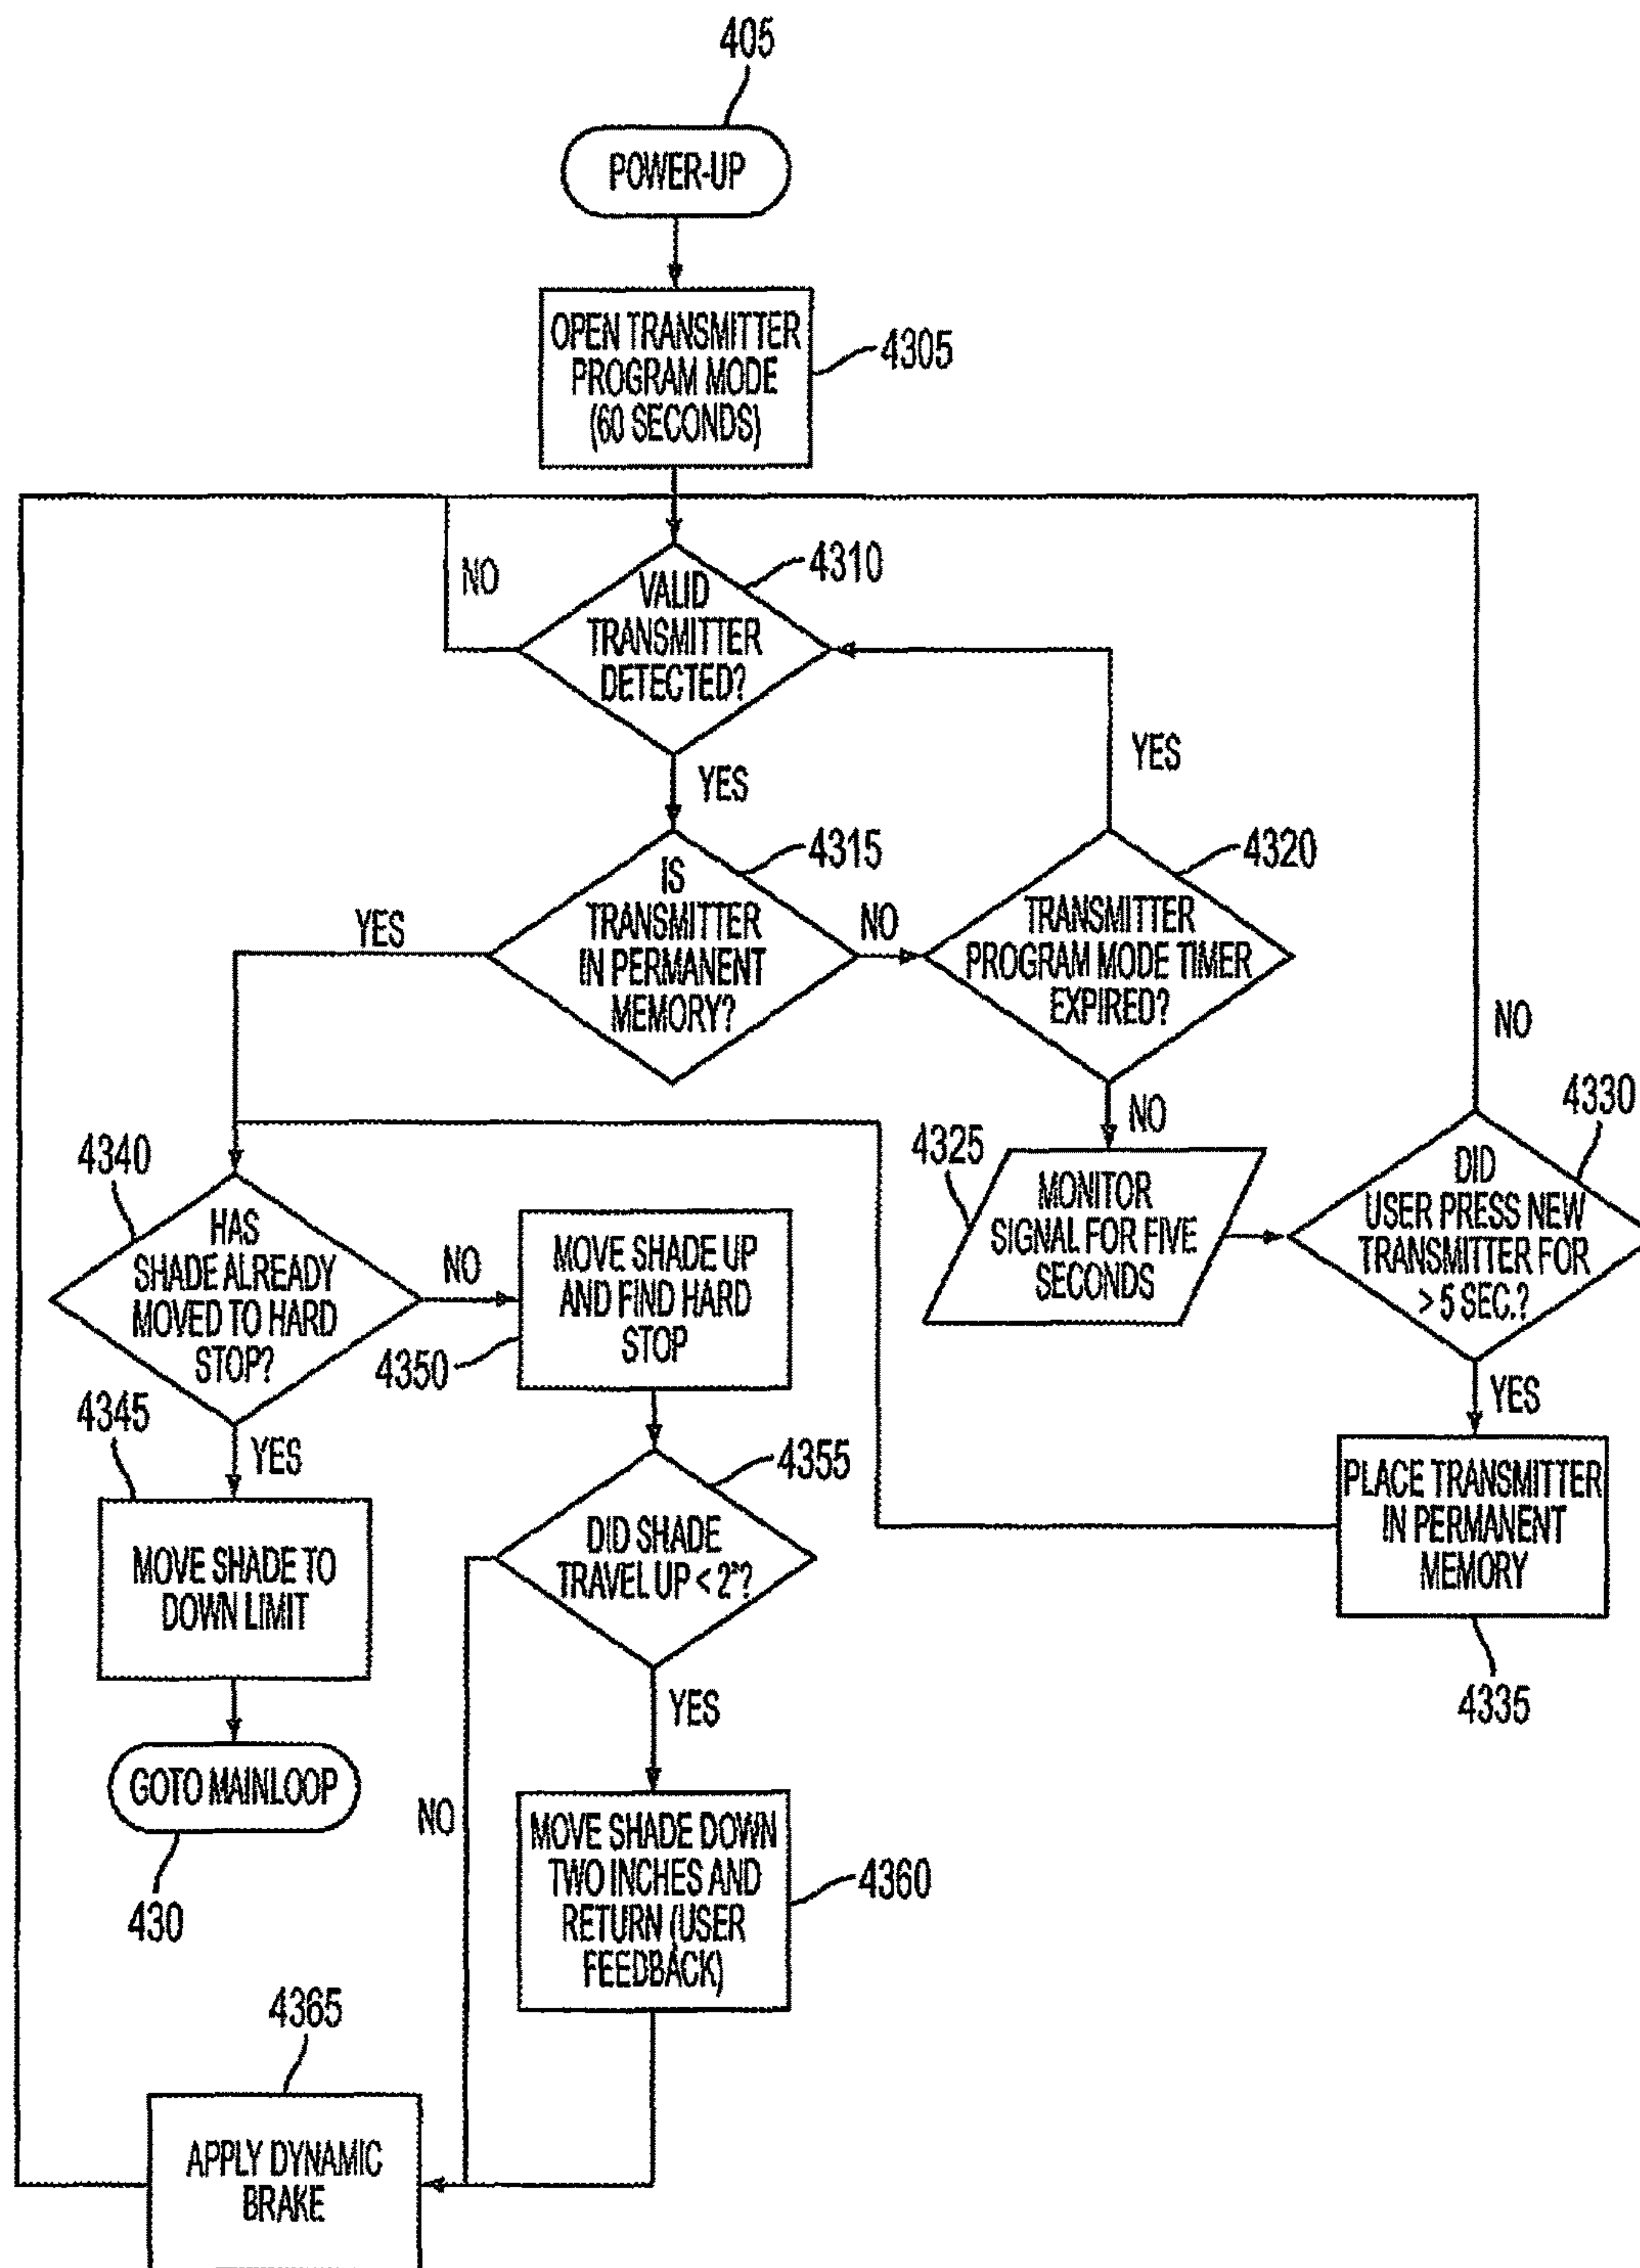 405
POWER-UP
OPEN TRANSMITTER
PROGRAM MODE
(60 SECONDS)
4305
NO
VALID
TRANSMITTER
DETECTED?
4310
YES
YES
IS
TRANSMITTER
IN PERMANENT
MEMORY?
4315
YES
NO
TRANSMITTER
PROGRAM MODE TIMER
EXPIRED?
4320
NO
NO
4325
MONITOR
SIGNAL FOR FIVE
SECONDS
DID
USER PRESS NEW
TRANSMITTER FOR
> 5 SEC.?
4330
YES
PLACE TRANSMITTER
IN PERMANENT
MEMORY
4335
4340
HAS
SHADE ALREADY
MOVED TO HARD
STOP?
NO
MOVE SHADE UP
AND FIND HARD
STOP
4350
4345
YES
MOVE SHADE TO
DOWN LIMIT
GOTO MAINLOOP
430
4355
DID SHADE
TRAVEL UP < 2"?
YES
NO
MOVE SHADE DOWN
TWO INCHES AND
RETURN (USER
FEEDBACK)
4360
4365
APPLY DYNAMIC
BRAKE